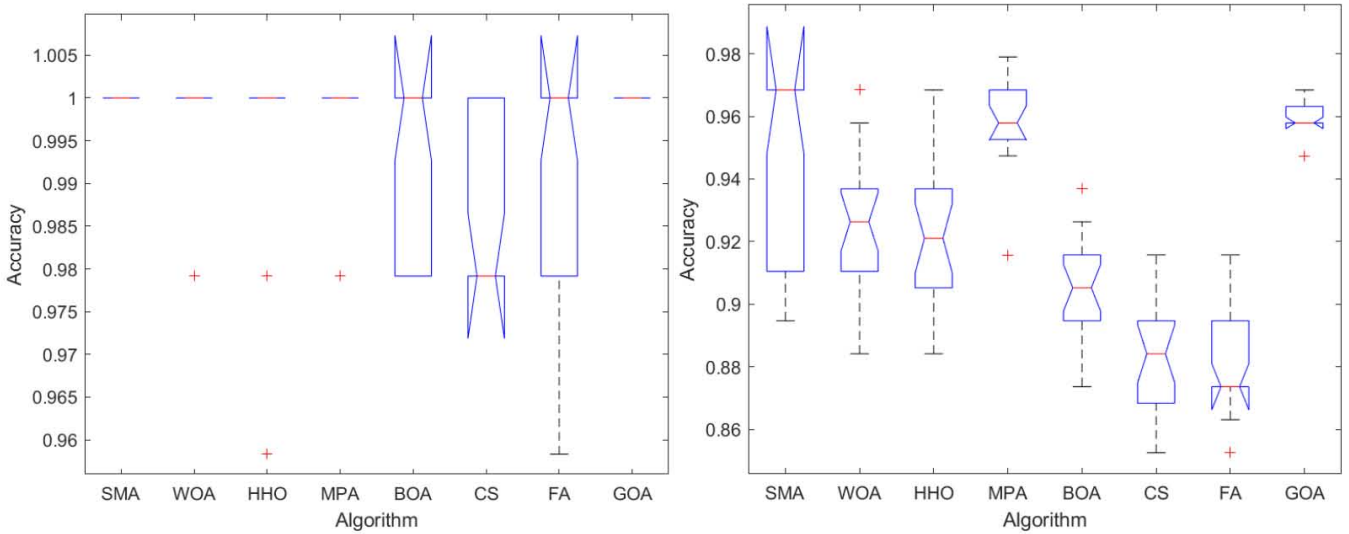 1.005
1
0.995
0.99
0.985
0.98
0.975
0.97
0.965
0.96
Accuracy
SMA WOA HHO MPA BOA CS FA GOA
Algorithm
0.98
0.96
0.94
0.92
0.9
0.88
0.86
Accuracy
SMA WOA HHO MPA BOA CS FA GOA
Algorithm